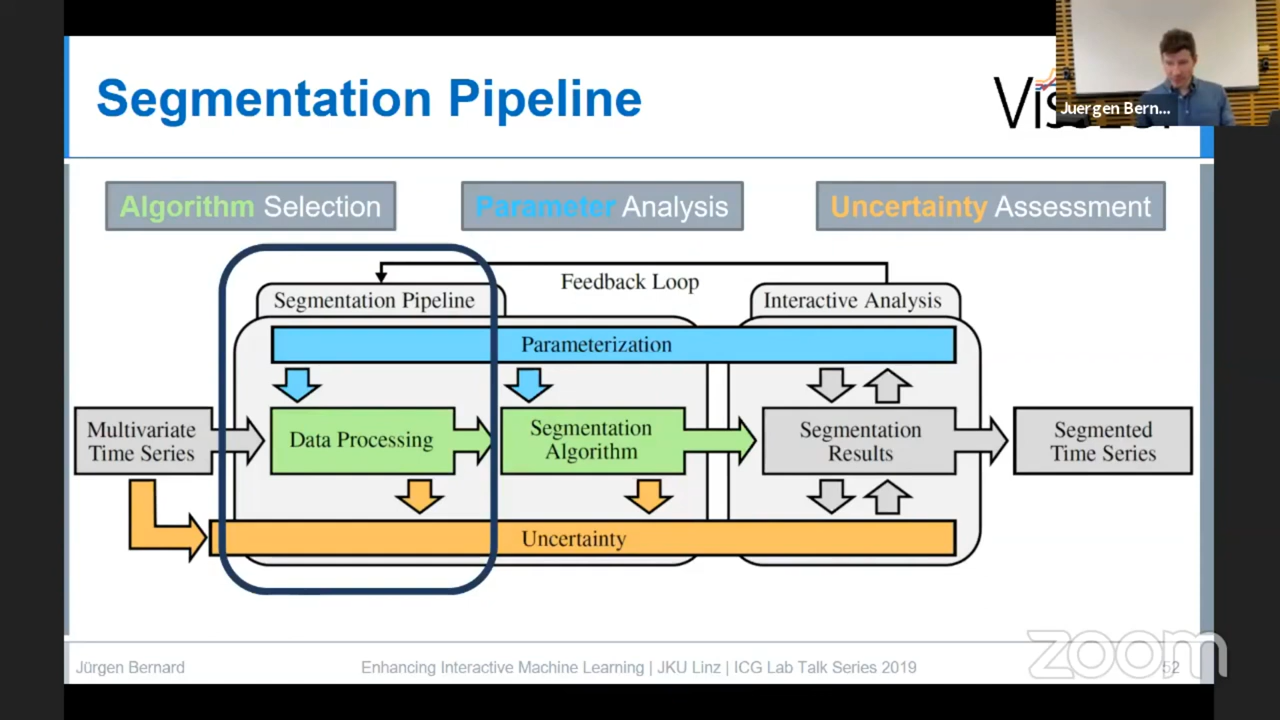 Segmentation Pipeline
Juergen Bern...
Algorithm Selection
Parameter Analysis
Uncertainty Assessment
Feedback Loop
Segmentation Pipeline
Interactive Analysis
Parameterization
Multivariate
Time Series
Data Processing
Segmentation
Algorithm
Segmentation
Results
Segmented
Time Series
Uncertainty
Jürgen Bernard
Enhancing Interactive Machine Learning | JKU Linz | ICG Lab Talk Series 2019
52
zoom